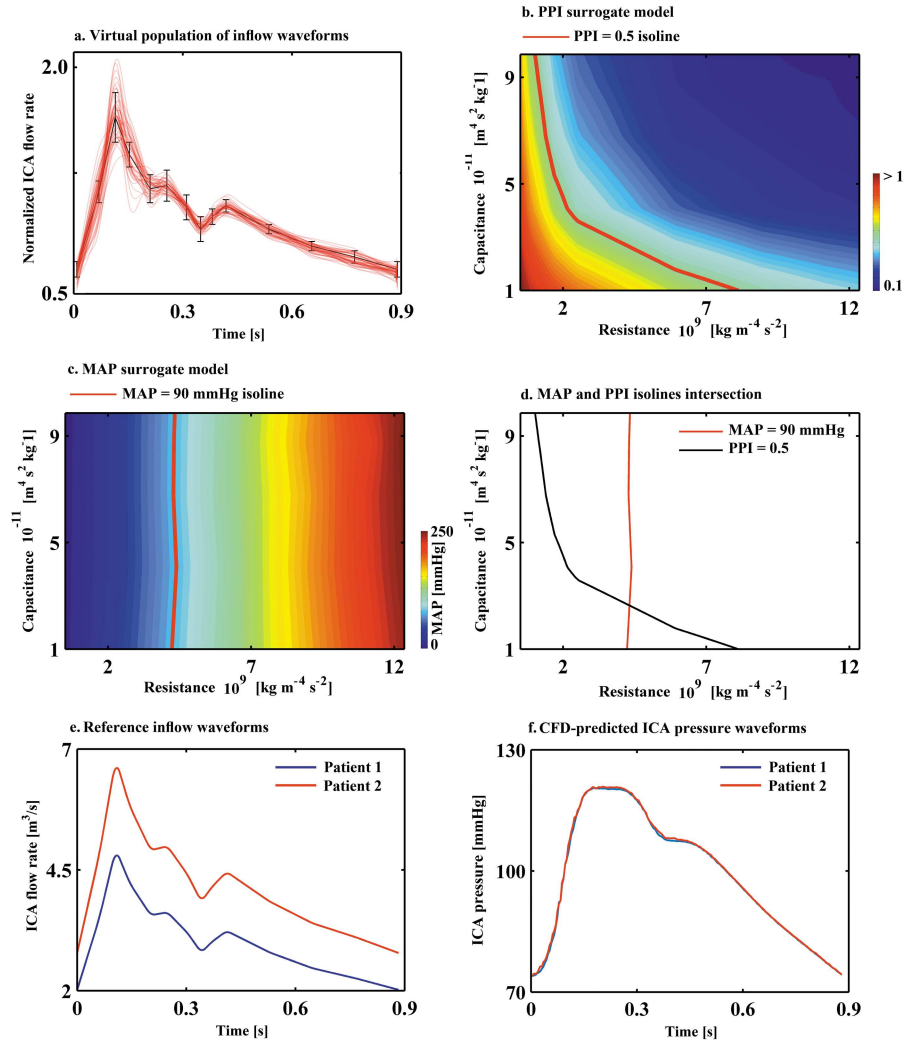 a. Virtual population of inflow waveforms
2.0
Normalized ICA flow rate
0.5
0 0.3 0.6 0.9
Time [s]
b. PPI surrogate model
PPI = 0.5 isoline
9
5
1
Capacitance 10⁻¹¹ [m⁴ s² kg⁻¹]
> 1
0.1
2 7 12
Resistance 10⁹ [kg m⁻⁴ s⁻²]
c. MAP surrogate model
MAP = 90 mmHg isoline
9
5
1
Capacitance 10⁻¹¹ [m⁴ s² kg⁻¹]
250
MAP [mmHg]
0
2 7 12
Resistance 10⁹ [kg m⁻⁴ s⁻²]
d. MAP and PPI isolines intersection
MAP = 90 mmHg
PPI = 0.5
9
5
1
Capacitance 10⁻¹¹ [m⁴ s² kg⁻¹]
2 7 12
Resistance 10⁹ [kg m⁻⁴ s⁻²]
e. Reference inflow waveforms
Patient 1
Patient 2
7
4.5
2
ICA flow rate [m³/s]
0 0.3 0.6 0.9
Time [s]
f. CFD-predicted ICA pressure waveforms
Patient 1
Patient 2
130
100
70
ICA pressure [mmHg]
0 0.3 0.6 0.9
Time [s]